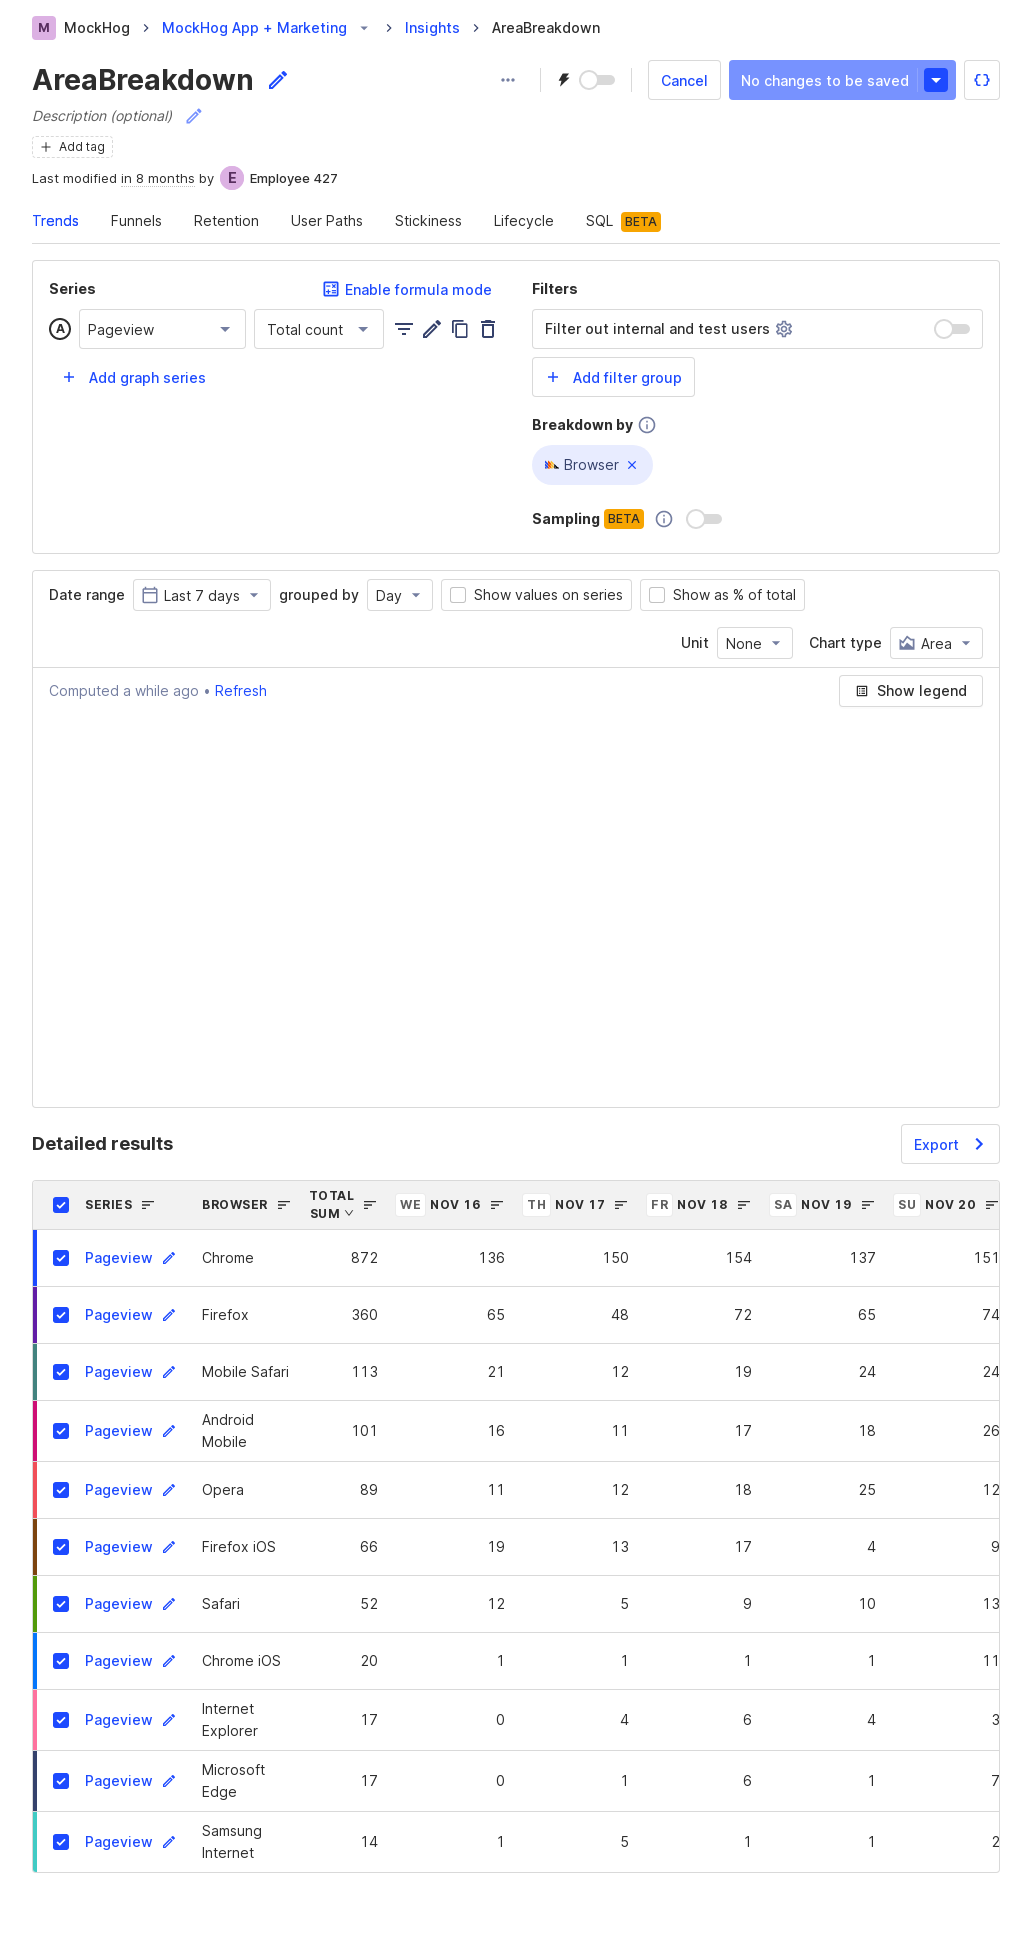 M MockHog MockHog App + Marketing Insights AreaBreakdown
AreaBreakdown Cancel No changes to be saved
Description (optional)
Add tag
Last modified in 8 months by E Employee 427
Trends Funnels Retention User Paths Stickiness Lifecycle SQL BETA
Series Enable formula mode Filters
A Pageview Total count Filter out internal and test users
Add graph series Add filter group
Breakdown by
Browser
Sampling BETA
Date range Last 7 days grouped by Day Show values on series Show as % of total
Unit None Chart type Area
Computed a while ago • Refresh Show legend
Detailed results Export
SERIES BROWSER TOTAL SUM WE NOV 16 TH NOV 17 FR NOV 18 SA NOV 19 SU NOV 20
Pageview Chrome 872 136 150 154 137 151
Pageview Firefox 360 65 48 72 65 74
Pageview Mobile Safari 113 21 12 19 24 24
Pageview Android Mobile 101 16 11 17 18 26
Pageview Opera 89 11 12 18 25 12
Pageview Firefox iOS 66 19 13 17 4 9
Pageview Safari 52 12 5 9 10 13
Pageview Chrome iOS 20 1 1 1 1 11
Pageview Internet Explorer 17 0 4 6 4 3
Pageview Microsoft Edge 17 0 1 6 1 7
Pageview Samsung Internet 14 1 5 1 1 2